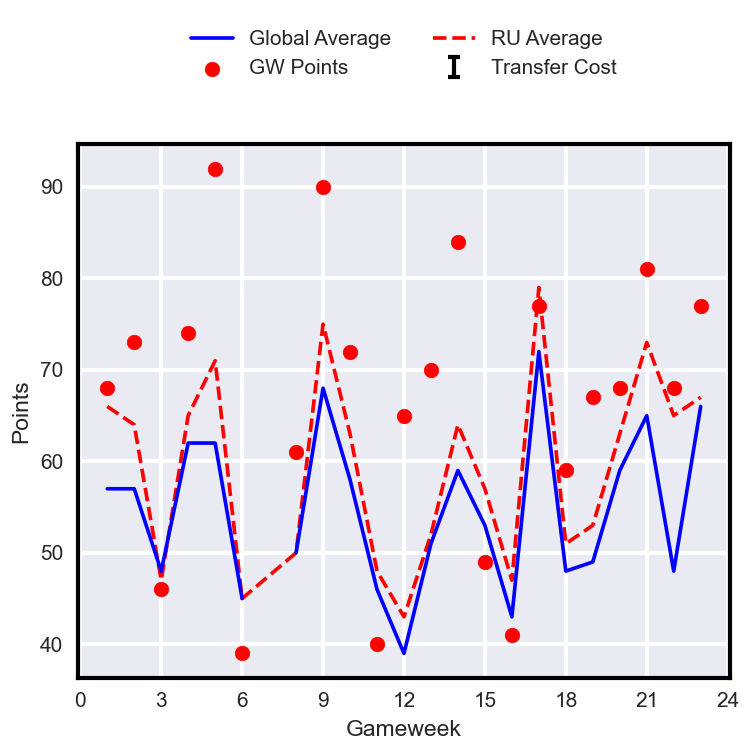 Global Average
RU Average
GW Points
Transfer Cost
90
80
70
60
50
40
Points
0 3 6 9 12 15 18 21 24
Gameweek